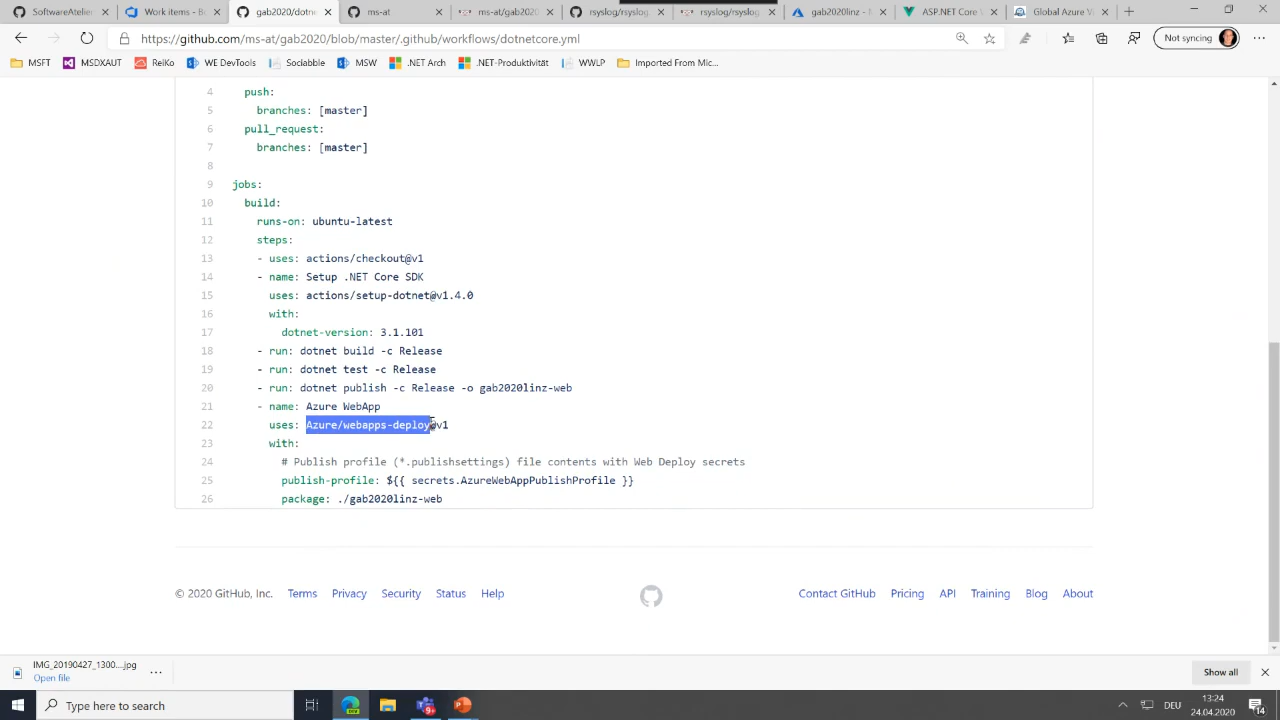 SoftwareAtelie
Work items - Bo
gab2020/dotne
ms-at
ms-at/gab2020
rsyslog/rsyslog
rsyslog/rsyslog
gab2020linz - M
ASP.NET Core V
Global Azure Vi
https://github.com/ms-at/gab2020/blob/master/.github/workflows/dotnetcore.yml
Not syncing
MSFT
MSDXAUT
ReiKo
WE DevTools
Sociabble
MSW
.NET Arch
.NET-Produktivität
WWLP
Imported From Mic...
4 push:
5 branches: [master]
6 pull_request:
7 branches: [master]
8
9 jobs:
10 build:
11 runs-on: ubuntu-latest
12 steps:
13 - uses: actions/checkout@v1
14 - name: Setup .NET Core SDK
15 uses: actions/setup-dotnet@v1.4.0
16 with:
17 dotnet-version: 3.1.101
18 - run: dotnet build -c Release
19 - run: dotnet test -c Release
20 - run: dotnet publish -c Release -o gab2020linz-web
21 - name: Azure WebApp
22 uses: Azure/webapps-deploy@v1
23 with:
24 # Publish profile (*.publishsettings) file contents with Web Deploy secrets
25 publish-profile: ${{ secrets.AzureWebAppPublishProfile }}
26 package: ./gab2020linz-web
© 2020 GitHub, Inc. Terms Privacy Security Status Help
Contact GitHub Pricing API Training Blog About
IMG_20190427_1300....jpg
Open file
Show all
Type here to search
DEU
13:24
24.04.2020
14